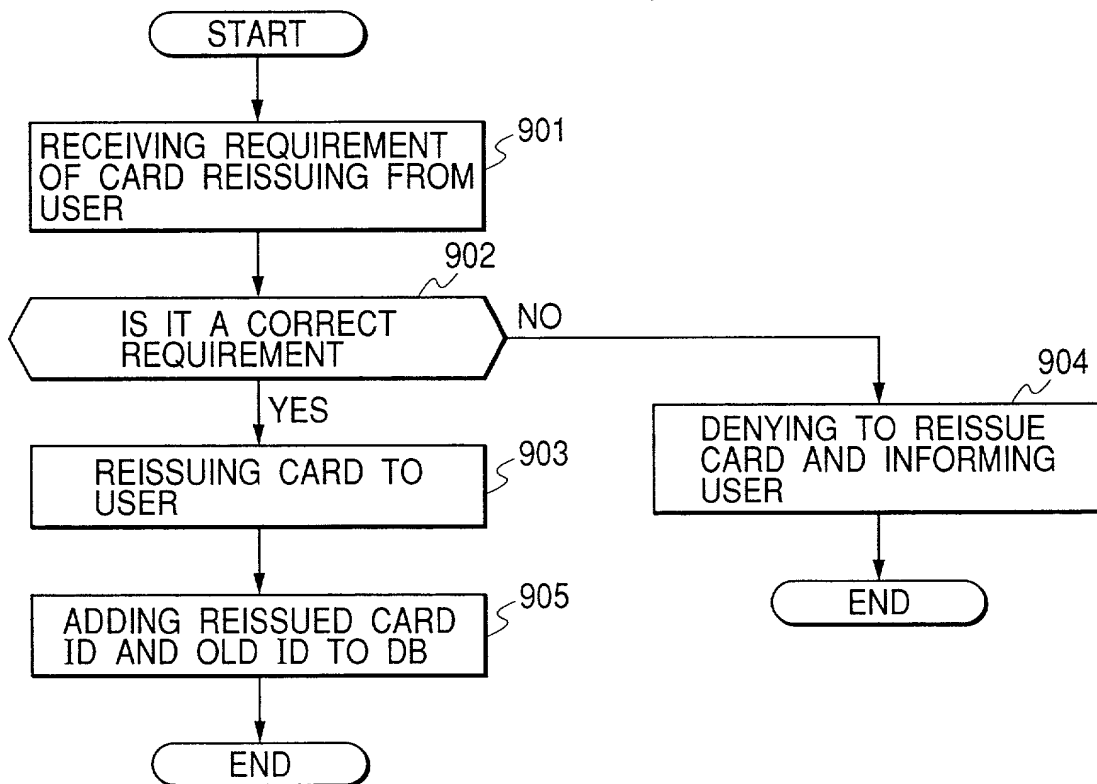 START
901
RECEIVING REQUIREMENT
OF CARD REISSUING FROM
USER
902
IS IT A CORRECT
REQUIREMENT
NO
YES
904
DENYING TO REISSUE
CARD AND INFORMING
USER
903
REISSUING CARD TO
USER
905
ADDING REISSUED CARD
ID AND OLD ID TO DB
END
END